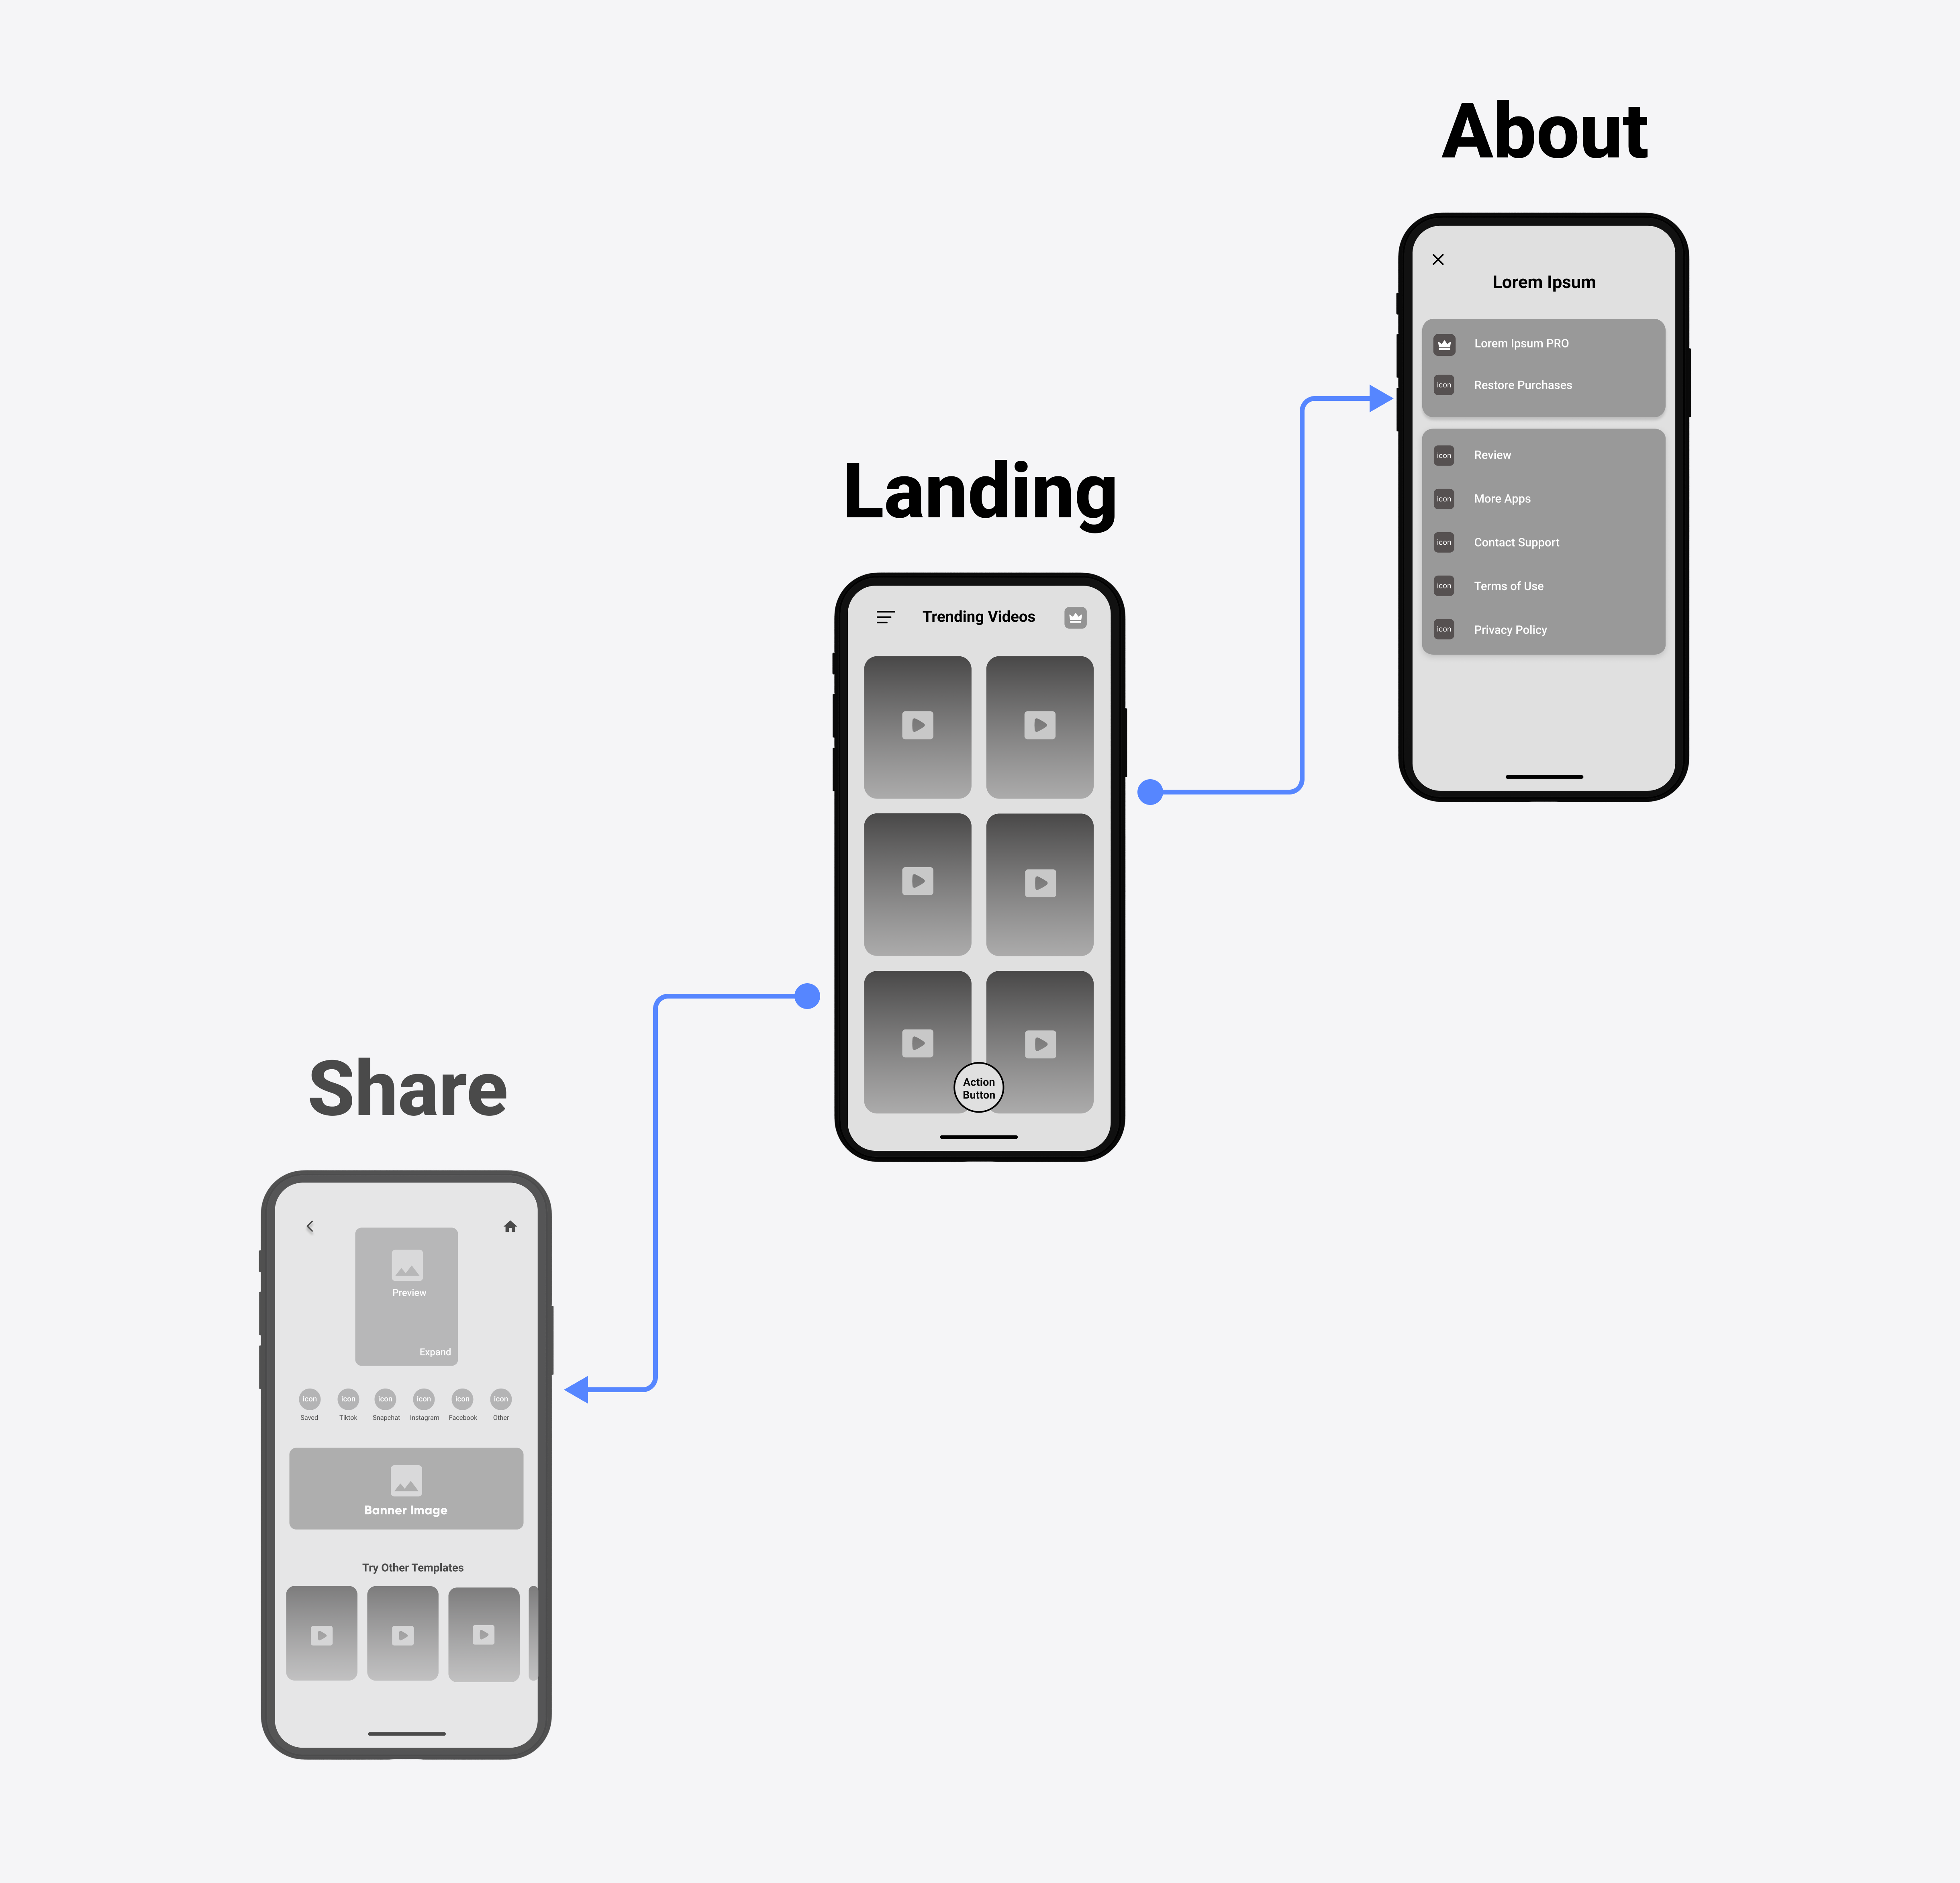 About
Lorem Ipsum
Lorem Ipsum PRO
icon Restore Purchases
icon Review
icon More Apps
icon Contact Support
icon Terms of Use
icon Privacy Policy
Landing
Trending Videos
Action
Button
Share
Preview
Expand
icon icon icon icon icon icon
Saved Tiktok Snapchat Instagram Facebook Other
Banner Image
Try Other Templates